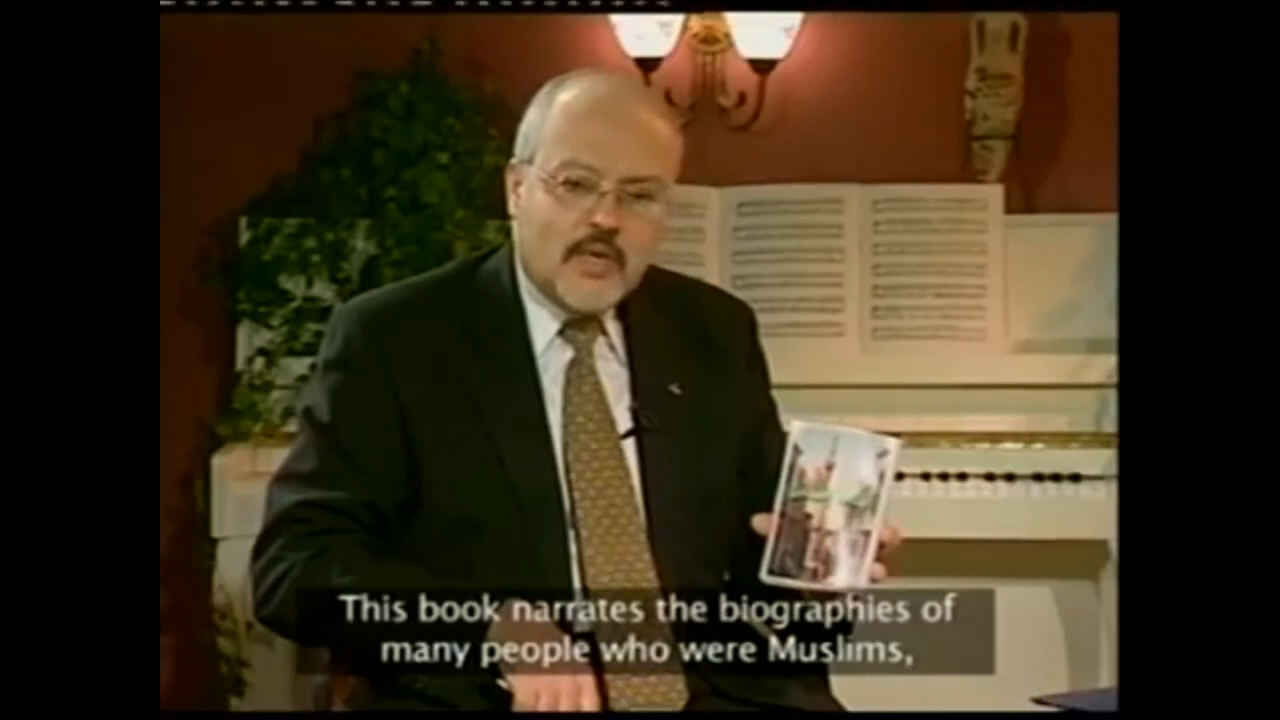 This book narrates the biographies of
many people who were Muslims,